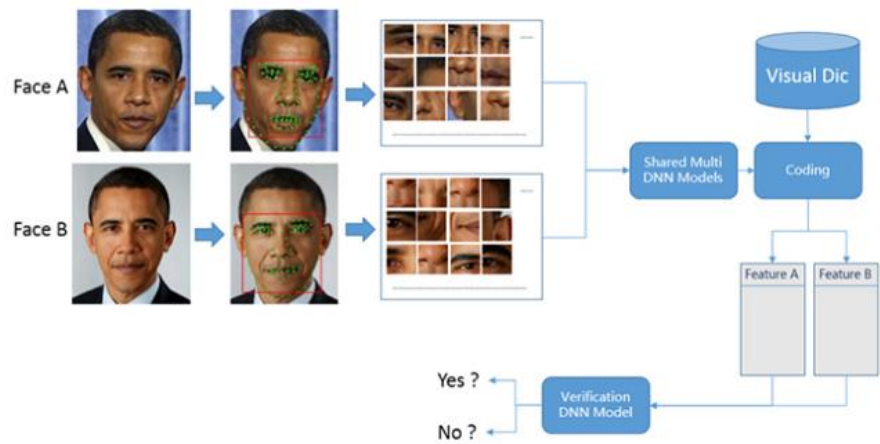 Face A
Visual Dic
Shared Multi
DNN Models
Coding
Face B
Feature A
Feature B
Yes ?
No ?
Verification
DNN Model